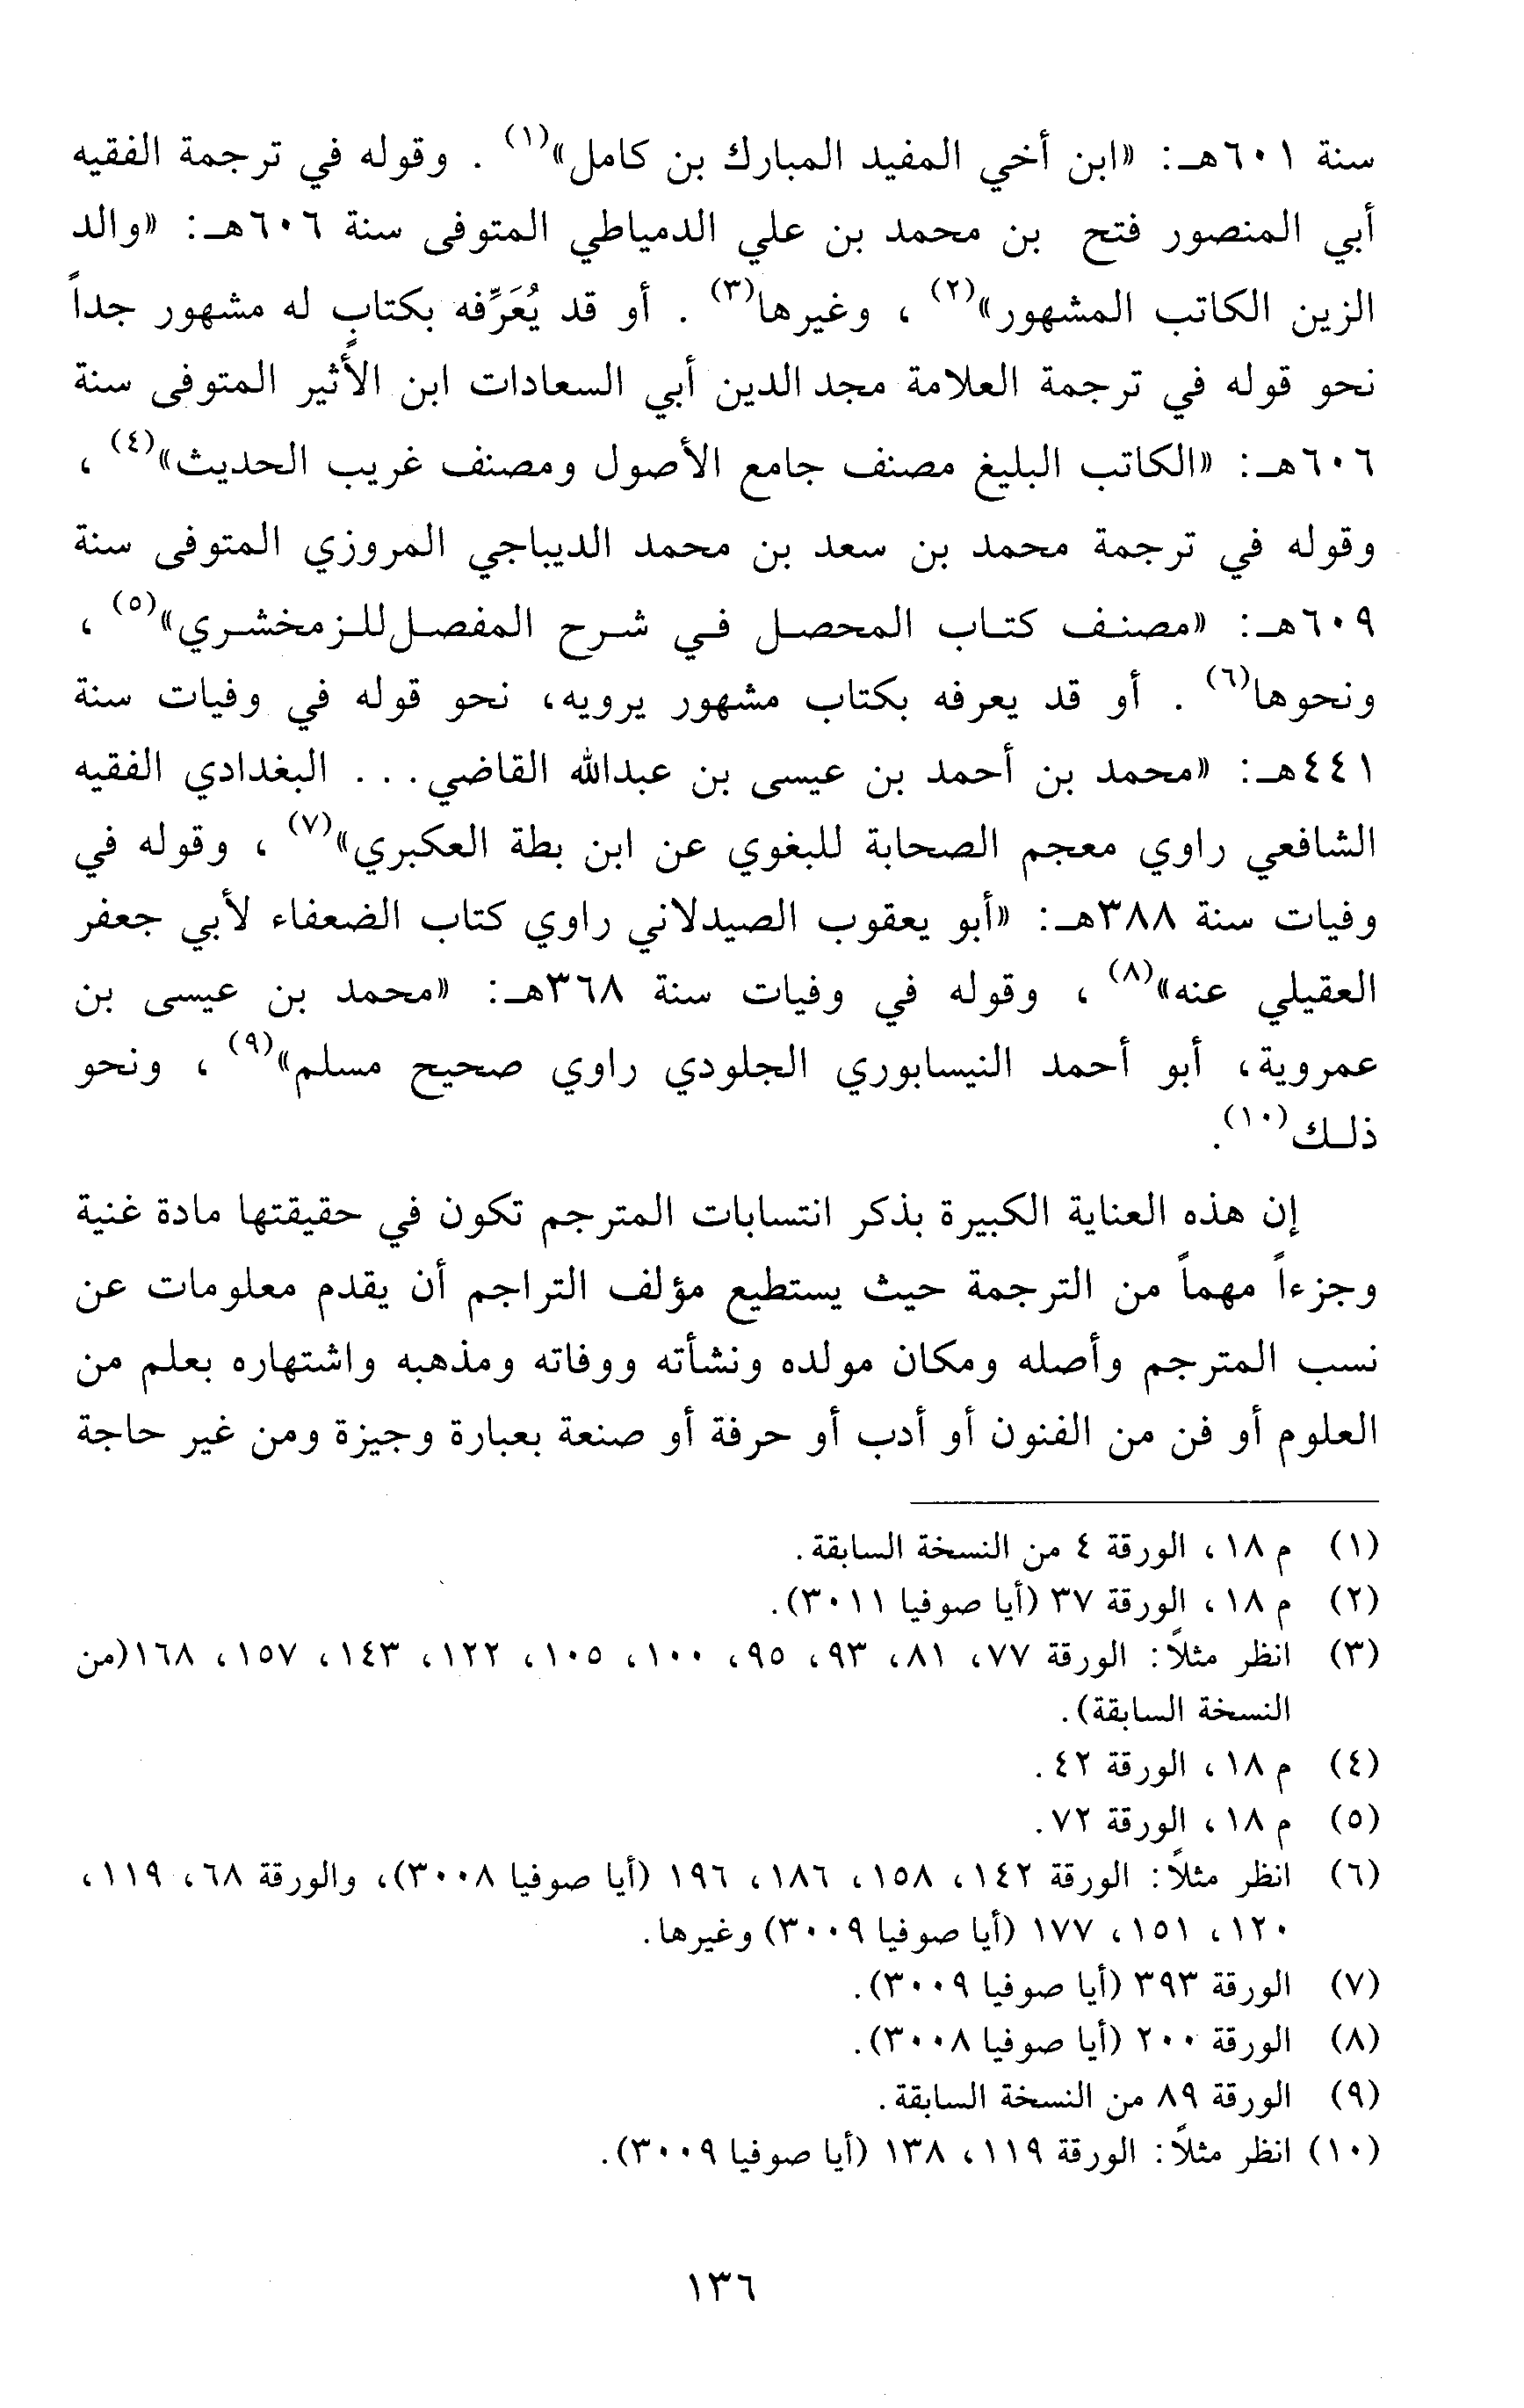 سنة ٦٠١هـ: «ابن أخي المفيد المبارك بن كامل»(١) . وقوله في ترجمة الفقيه
أبي المنصور فتح بن محمد بن علي الدمياطي المتوفى سنة ٦٠٦هـ: «والد
الزين الكاتب المشهور»(٢) ، وغيرها(٣) . أو قد يُعَرِّفه بكتابٍ له مشهور جداً
نحو قوله في ترجمة العلامة مجد الدين أبي السعادات ابن الأثير المتوفى سنة
٦٠٦هـ: «الكاتب البليغ مصنف جامع الأصول ومصنف غريب الحديث»(٤) ،
وقوله في ترجمة محمد بن سعد بن محمد الديباجي المروزي المتوفى سنة
٦٠٩هـ: «مصنف كتاب المحصل في شرح المفصل للزمخشري»(٥) ،
ونحوها(٦) . أو قد يعرفه بكتاب مشهور يرويه، نحو قوله في وفيات سنة
٤٤١هـ: «محمد بن أحمد بن عيسى بن عبدالله القاضي . . . البغدادي الفقيه
الشافعي راوي معجم الصحابة للبغوي عن ابن بطة العكبري»(٧) ، وقوله في
وفيات سنة ٣٨٨هـ: «أبو يعقوب الصيدلاني راوي كتاب الضعفاء لأبي جعفر
العقيلي عنه»(٨) ، وقوله في وفيات سنة ٣٦٨هـ: «محمد بن عيسى بن
عمروية، أبو أحمد النيسابوري الجلودي راوي صحيح مسلم»(٩) ، ونحو
ذلك(١٠).
إن هذه العناية الكبيرة بذكر انتسابات المترجم تكون في حقيقتها مادة غنية
وجزءاً مهماً من الترجمة حيث يستطيع مؤلف التراجم أن يقدم معلومات عن
نسب المترجم وأصله ومكان مولده ونشأته ووفاته ومذهبه واشتهاره بعلم من
العلوم أو فن من الفنون أو أدب أو حرفة أو صنعة بعبارة وجيزة ومن غير حاجة
(١) م ١٨، الورقة ٤ من النسخة السابقة.
(٢) م ١٨، الورقة ٣٧ (أيا صوفيا ٣٠١١).
(٣) انظر مثلاً: الورقة ٧٧، ٨١، ٩٣، ٩٥، ١٠٠، ١٠٥، ١٢٢، ١٤٣، ١٥٧، ١٦٨(من
النسخة السابقة).
(٤) م ١٨، الورقة ٤٢.
(٥) م ١٨، الورقة ٧٢.
(٦) انظر مثلاً: الورقة ١٤٢، ١٥٨، ١٨٦، ١٩٦ (أيا صوفيا ٣٠٠٨)، والورقة ٦٨، ١١٩،
١٢٠، ١٥١، ١٧٧ (أيا صوفيا ٣٠٠٩) وغيرها.
(٧) الورقة ٣٩٣ (أيا صوفيا ٣٠٠٩).
(٨) الورقة ٢٠٠ (أيا صوفيا ٣٠٠٨).
(٩) الورقة ٨٩ من النسخة السابقة.
(١٠) انظر مثلاً: الورقة ١١٩، ١٣٨ (أيا صوفيا ٣٠٠٩).
١٣٦